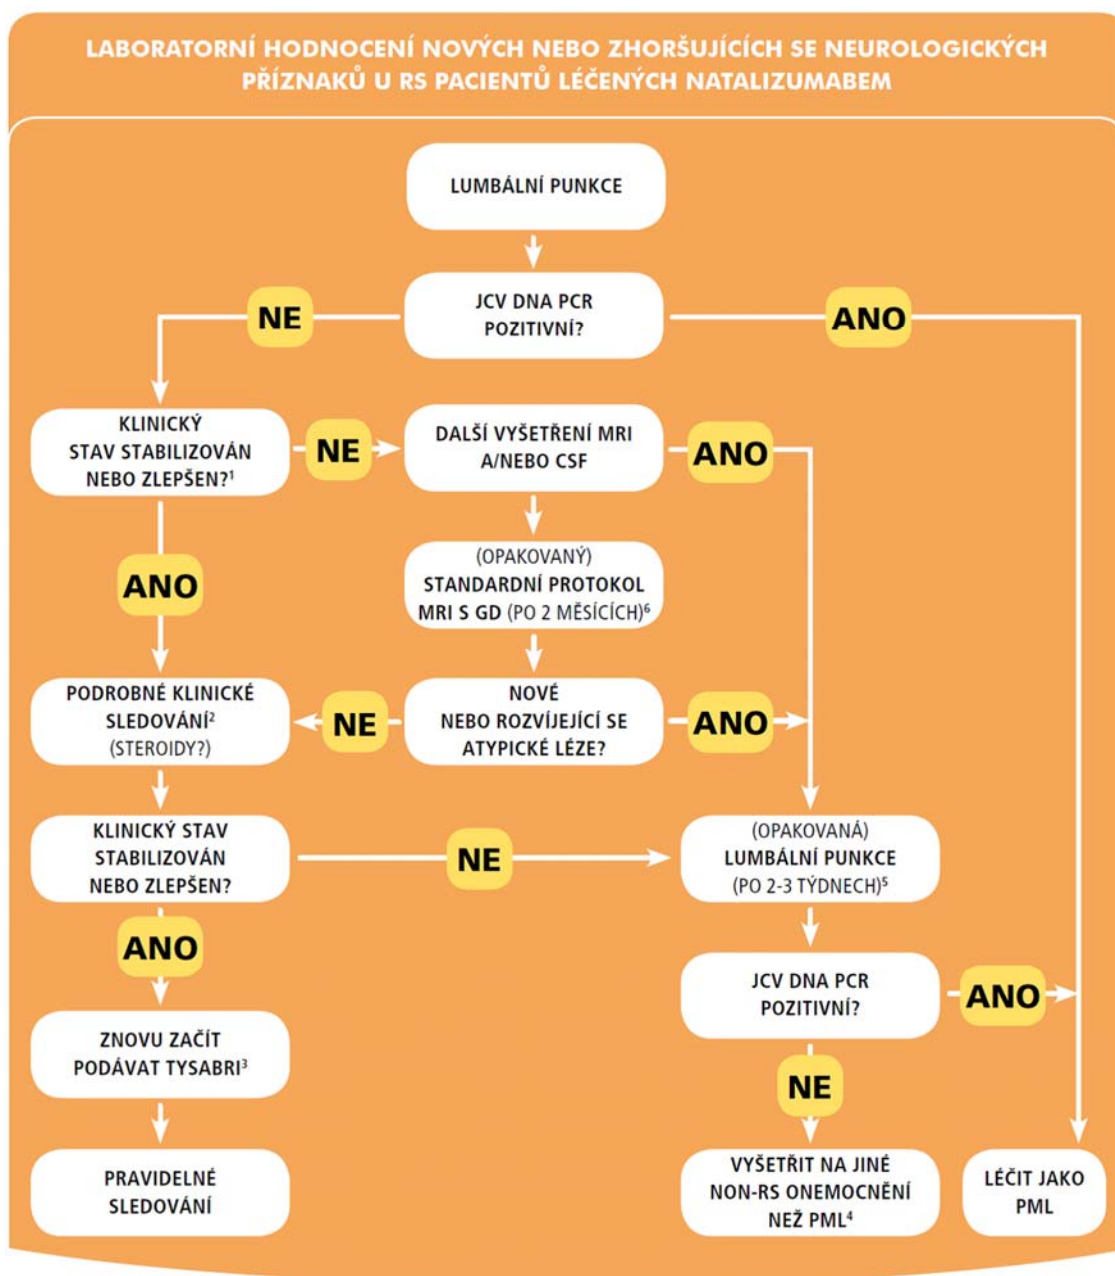 LABORATORNÍ HODNOCENÍ NOVÝCH NEBO ZHORŠUJÍCÍCH SE NEUROLOGICKÝCH
PŘÍZNAKŮ U RS PACIENTŮ LÉČENÝCH NATALIZUMABEM
LUMBÁLNÍ PUNKCE
JCV DNA PCR
POZITIVNÍ?
NE
ANO
KLINICKÝ
STAV STABILIZOVÁN
NEBO ZLEPŠEN?¹
NE
DALŠÍ VYŠETŘENÍ MRI
A/NEBO CSF
ANO
ANO
(OPAKOVANÝ)
STANDARDNÍ PROTOKOL
MRI S GD (PO 2 MĚSÍCÍCH)⁶
PODROBNÉ KLINICKÉ
SLEDOVÁNÍ²
(STEROIDY?)
NE
NOVÉ
NEBO ROZVÍJEJÍCÍ SE
ATYPICKÉ LÉZE?
ANO
KLINICKÝ STAV
STABILIZOVÁN
NEBO ZLEPŠEN?
NE
(OPAKOVANÁ)
LUMBÁLNÍ PUNKCE
(PO 2-3 TÝDNECH)⁵
ANO
JCV DNA PCR
POZITIVNÍ?
ANO
ZNOVU ZAČÍT
PODÁVAT TYSABRI³
NE
PRAVIDELNÉ
SLEDOVÁNÍ
VYŠETŘIT NA JINÉ
NON-RS ONEMOCNĚNÍ
NEŽ PML⁴
LÉČIT JAKO
PML